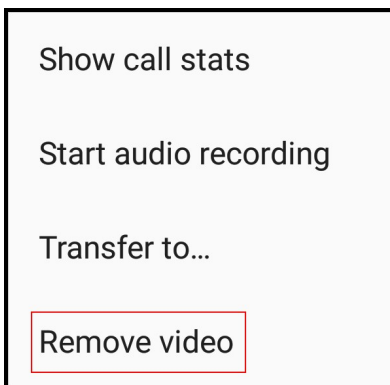 Show call stats
Start audio recording
Transfer to...
Remove video